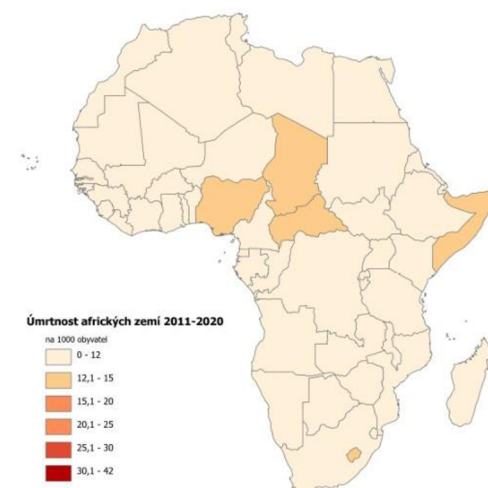 Úmrtnost afrických zemí 2011-2020
na 1000 obyvatel
0 - 12
12,1 - 15
15,1 - 20
20,1 - 25
25,1 - 30
30,1 - 42